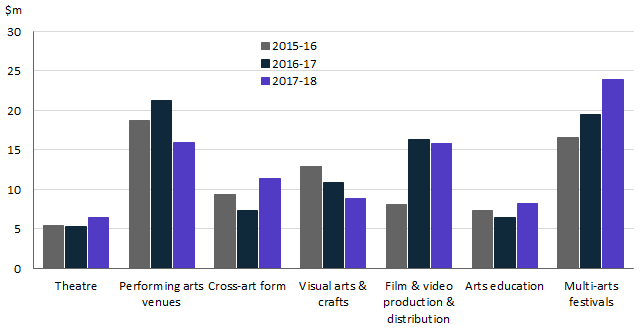 $m
30
25
20
15
10
5
0
2015-16
2016-17
2017-18
Theatre
Performing arts
venues
Cross-art form
Visual arts &
crafts
Film & video
production &
distribution
Arts education
Multi-arts
festivals